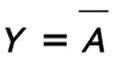 Y = A̅